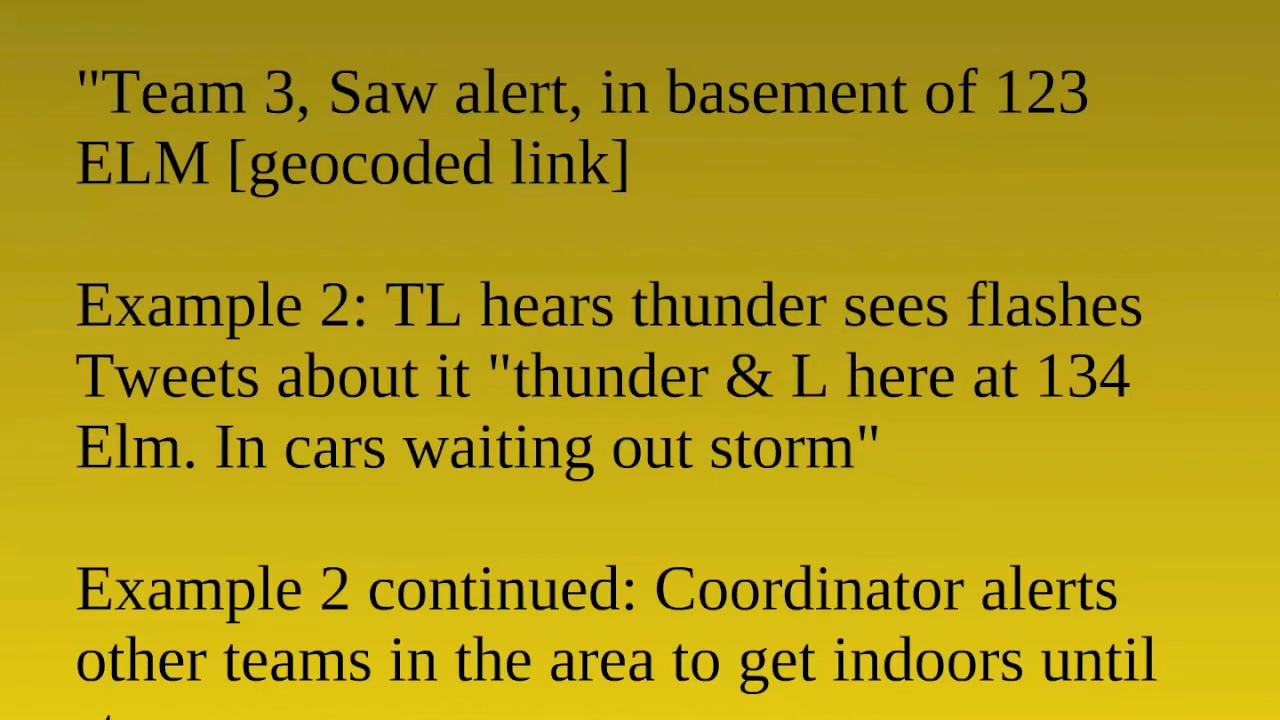 "Team 3, Saw alert, in basement of 123
ELM [geocoded link]
Example 2: TL hears thunder sees flashes
Tweets about it "thunder & L here at 134
Elm. In cars waiting out storm"
Example 2 continued: Coordinator alerts
other teams in the area to get indoors until